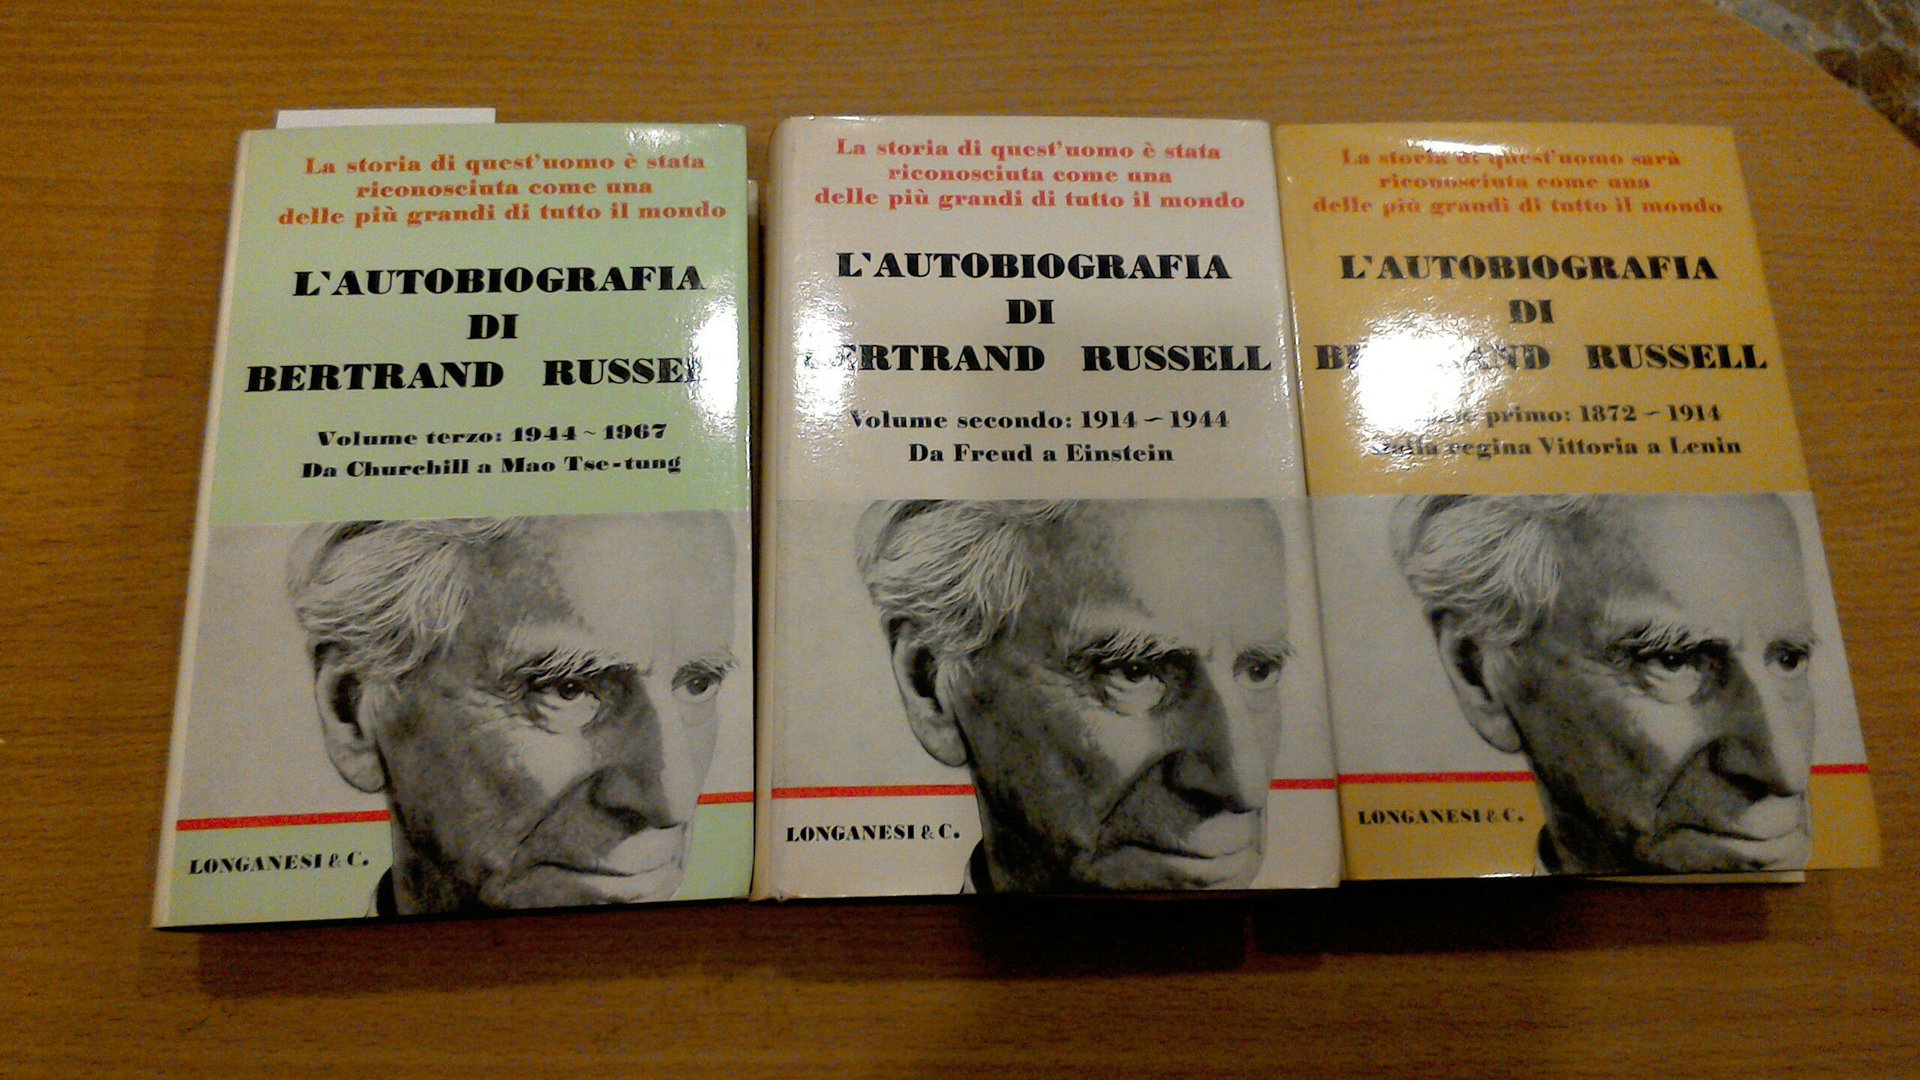 La storia di quest'uomo è stata
riconosciuta come una
delle più grandi di tutto il mondo
L'AUTOBIOGRAFIA
DI
BERTRAND
Volume terzo: 1944 ~ 1967
Da Churchill a Mao Tse-tung
LONGANESI & C.
La storia di quest'uomo è stata
riconosciuta come una
delle più grandi di tutto il mondo
L'AUTOBIOGRAFIA
DI
BERTRAND RUSSELL
Volume secondo: 1914 ~ 1944
Da Freud a Einstein
LONGANESI & C.
La storia di quest'uomo sarà
riconosciuta come una
delle più grandi di tutto il mondo
L'AUTOBIOGRAFIA
DI
RUSSELL
primo: 1872 ~ 1914
Dalla regina Vittoria a Lenin
LONGANESI & C.